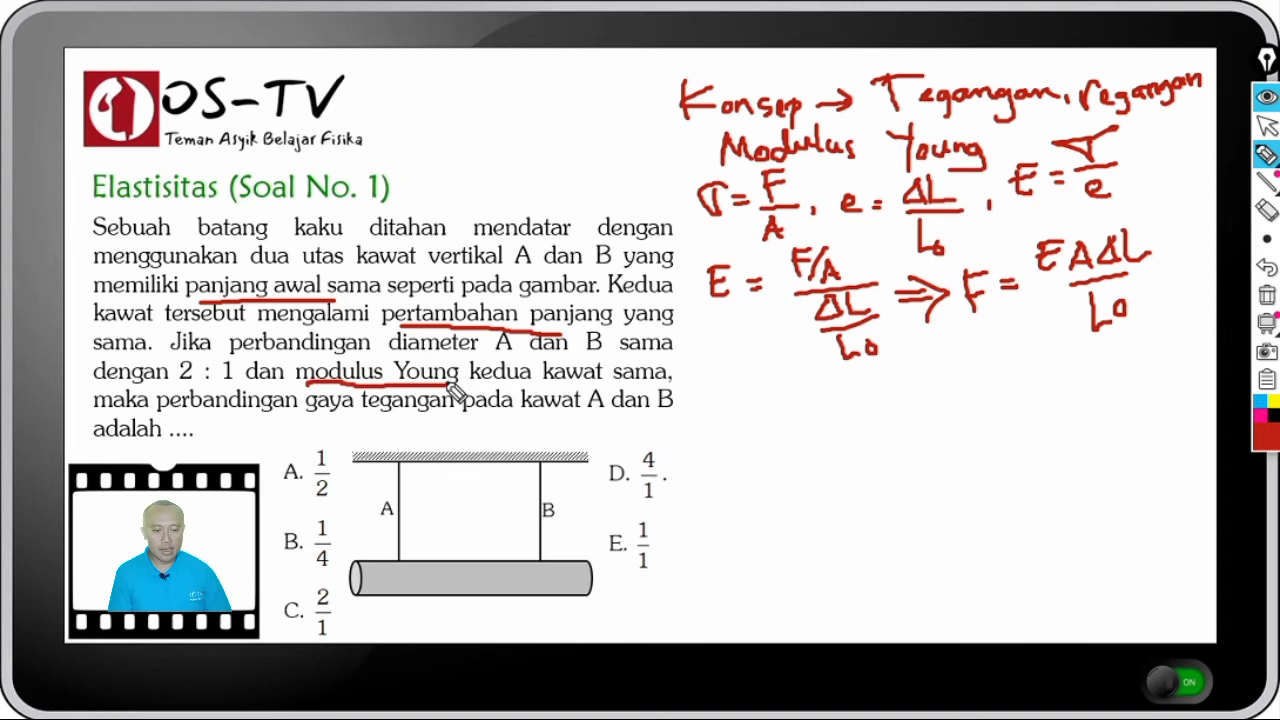 OS-TV
Teman Asyik Belajar Fisika
Elastisitas (Soal No. 1)
Sebuah batang kaku ditahan mendatar dengan
menggunakan dua utas kawat vertikal A dan B yang
memiliki panjang awal sama seperti pada gambar. Kedua
kawat tersebut mengalami pertambahan panjang yang
sama. Jika perbandingan diameter A dan B sama
dengan 2 : 1 dan modulus Young kedua kawat sama,
maka perbandingan gaya tegangan pada kawat A dan B
adalah ....
A. 1/2
B. 1/4
C. 2/1
A
B
D. 4/1.
E. 1/1
Konsep → Tegangan, regangan
Modulus Young
σ = F/A, e = ΔL/L0, E = σ/e
E = (F/A)/(ΔL/L0) ⇒ F = E A ΔL/L0
ON